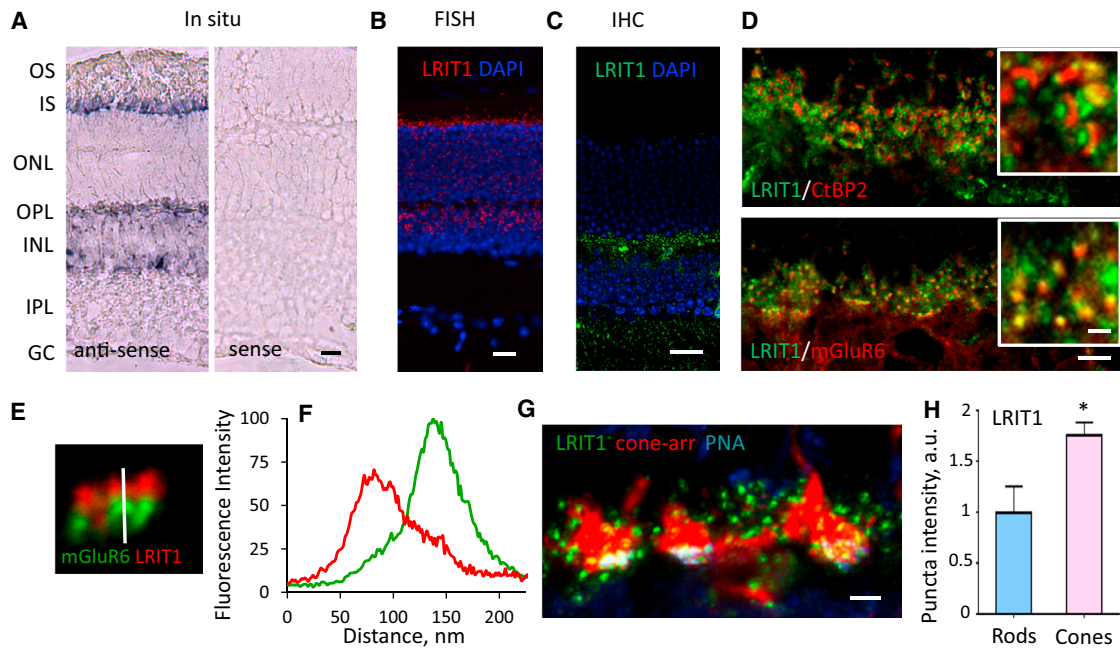 A
In situ
OS
IS
ONL
OPL
INL
IPL
GC
anti-sense
sense
B
FISH
LRIT1 DAPI
C
IHC
LRIT1 DAPI
D
LRIT1/CtBP2
LRIT1/mGluR6
E
mGluR6 LRIT1
F
Fluorescence Intensity
100
75
50
25
0
0 50 100 150 200
Distance, nm
G
LRIT1 cone-arr PNA
H
LRIT1
*
Puncta intensity, a.u.
2
1.5
1
0.5
0
Rods Cones